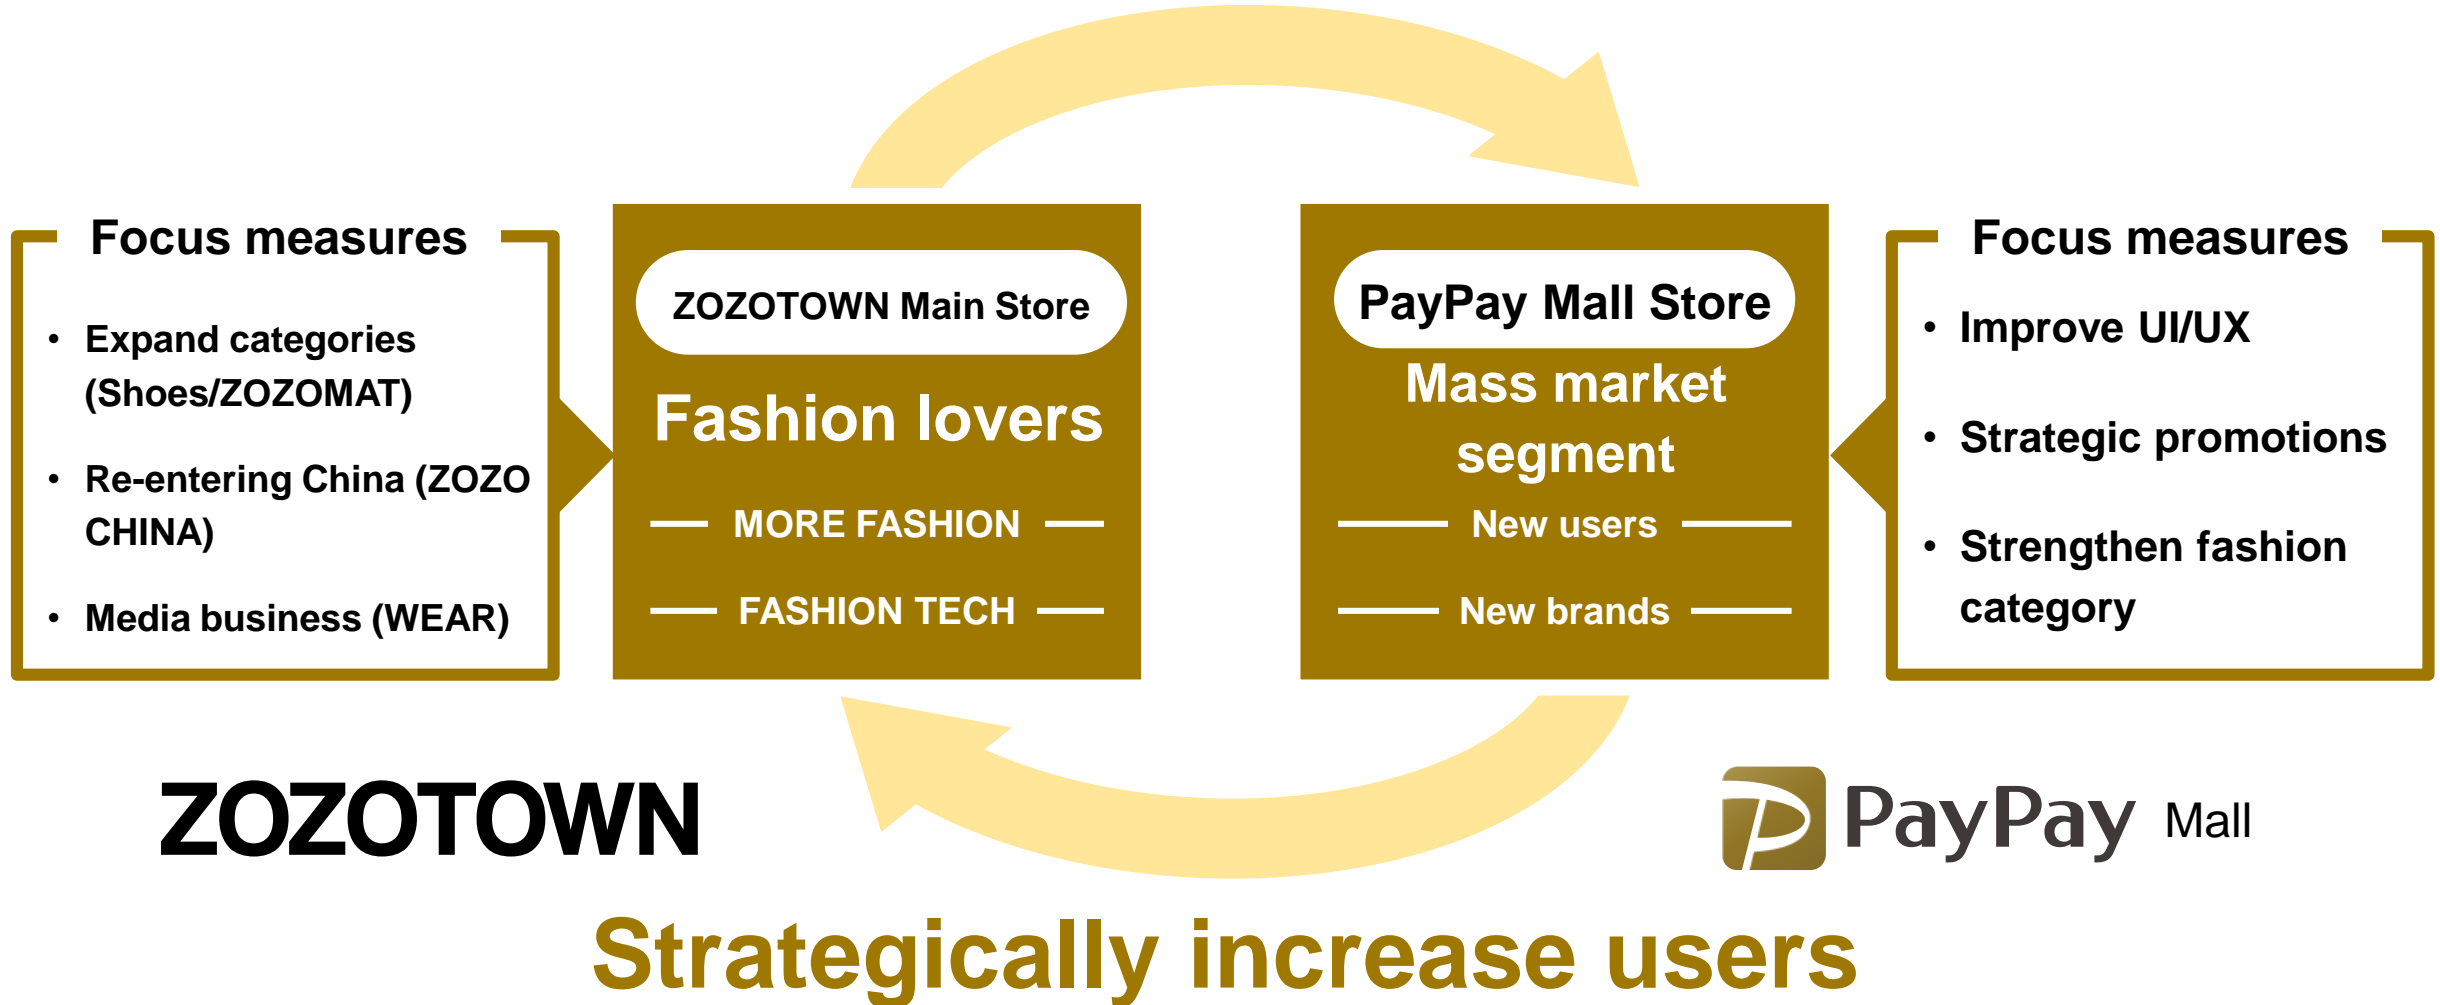 Focus measures
• Expand categories
(Shoes/ZOZOMAT)
• Re-entering China (ZOZO
CHINA)
• Media business (WEAR)
ZOZOTOWN Main Store
Fashion lovers
MORE FASHION
FASHION TECH
PayPay Mall Store
Mass market
segment
New users
New brands
Focus measures
• Improve UI/UX
• Strategic promotions
• Strengthen fashion
category
ZOZOTOWN
PayPay Mall
Strategically increase users